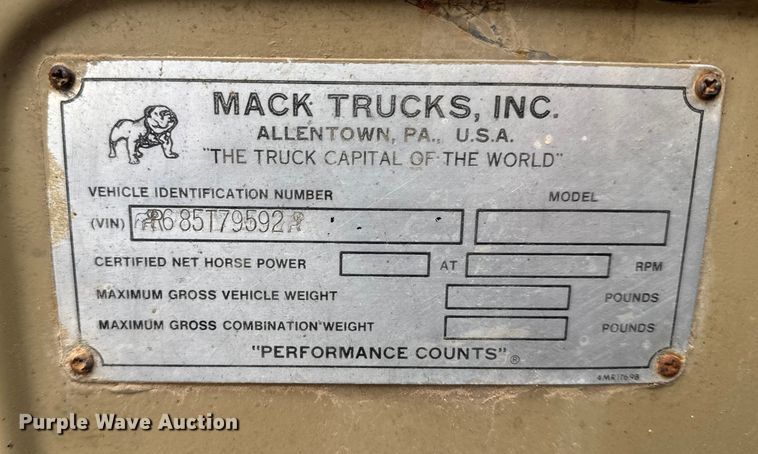 MACK TRUCKS, INC.
ALLENTOWN, PA., U.S.A.
"THE TRUCK CAPITAL OF THE WORLD"
VEHICLE IDENTIFICATION NUMBER MODEL
(VIN) R685T79592
CERTIFIED NET HORSE POWER AT RPM
MAXIMUM GROSS VEHICLE WEIGHT POUNDS
MAXIMUM GROSS COMBINATION WEIGHT POUNDS
"PERFORMANCE COUNTS"®
4MR1769B
Purple Wave Auction